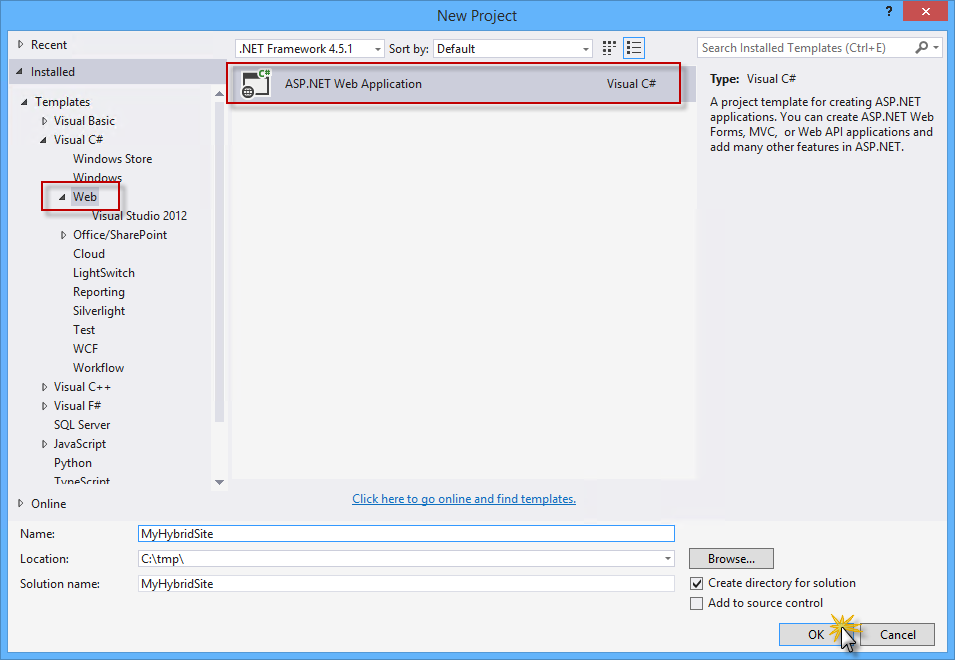 New Project
?
Recent
.NET Framework 4.5.1
Sort by:
Default
Search Installed Templates (Ctrl+E)
Installed
Templates
Visual Basic
Visual C#
Windows Store
Windows
Web
Visual Studio 2012
Office/SharePoint
Cloud
LightSwitch
Reporting
Silverlight
Test
WCF
Workflow
Visual C++
Visual F#
SQL Server
JavaScript
Python
TypeScript
Online
C#
ASP.NET Web Application
Visual C#
Click here to go online and find templates.
Type: Visual C#
A project template for creating ASP.NET
applications. You can create ASP.NET Web
Forms, MVC, or Web API applications and
add many other features in ASP.NET.
Name:
MyHybridSite
Location:
C:\tmp\
Browse...
Solution name:
MyHybridSite
Create directory for solution
Add to source control
OK
Cancel